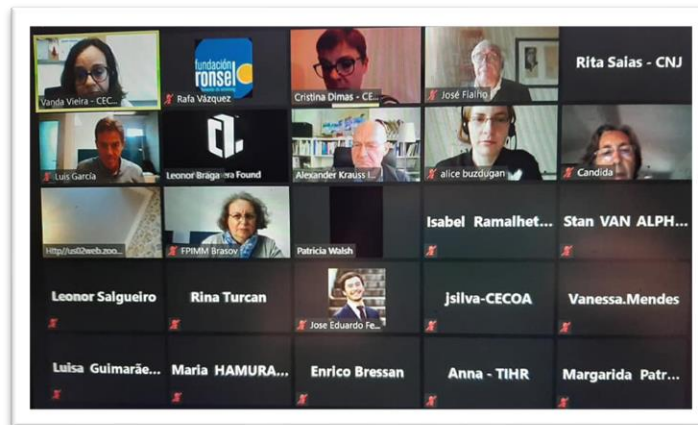 Vanda Vieira - CEC...
fundación
ronsel
Rafa Vázquez
Cristina Dimas - CE...
José Fialho
Rita Saias - CNJ
Luis García
Leonor Braga
Found
Alexander Krauss I...
alice buzdugan
Candida
Http//us02web.zoo...
FPIMM Brasov
Patricia Walsh
Isabel Ramalhet...
Stan VAN ALPH...
Leonor Salgueiro
Rina Turcan
Jose Eduardo Fe...
jsilva-CECOA
Vanessa.Mendes
Luisa Guimarãe...
Maria HAMURA...
Enrico Bressan
Anna - TIHR
Margarida Patr...